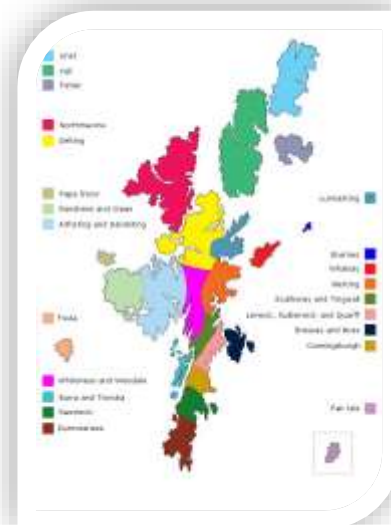 Unst
Yell
Fetlar
Northmavine
Delting
Papa Stour
Sandness and Walls
Aithsting and Sandsting
Foula
Whiteness and Weisdale
Burra and Trondra
Sandwick
Dunrossness
Lunnasting
Skerries
Whalsay
Nesting
Scalloway and Tingwall
Lerwick, Gulberwick and Quarff
Bressay and Noss
Cunningsburgh
Fair Isle